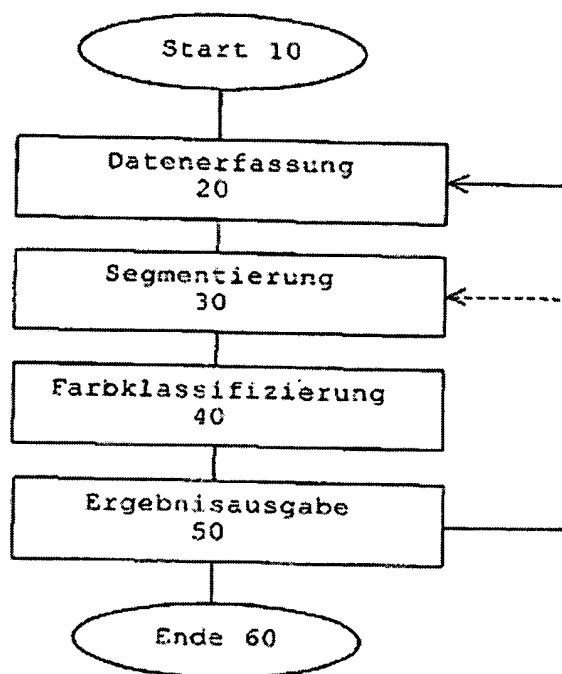 Start 10
Datenerfassung
20
Segmentierung
30
Farbklassifizierung
40
Ergebnisausgabe
50
Ende 60